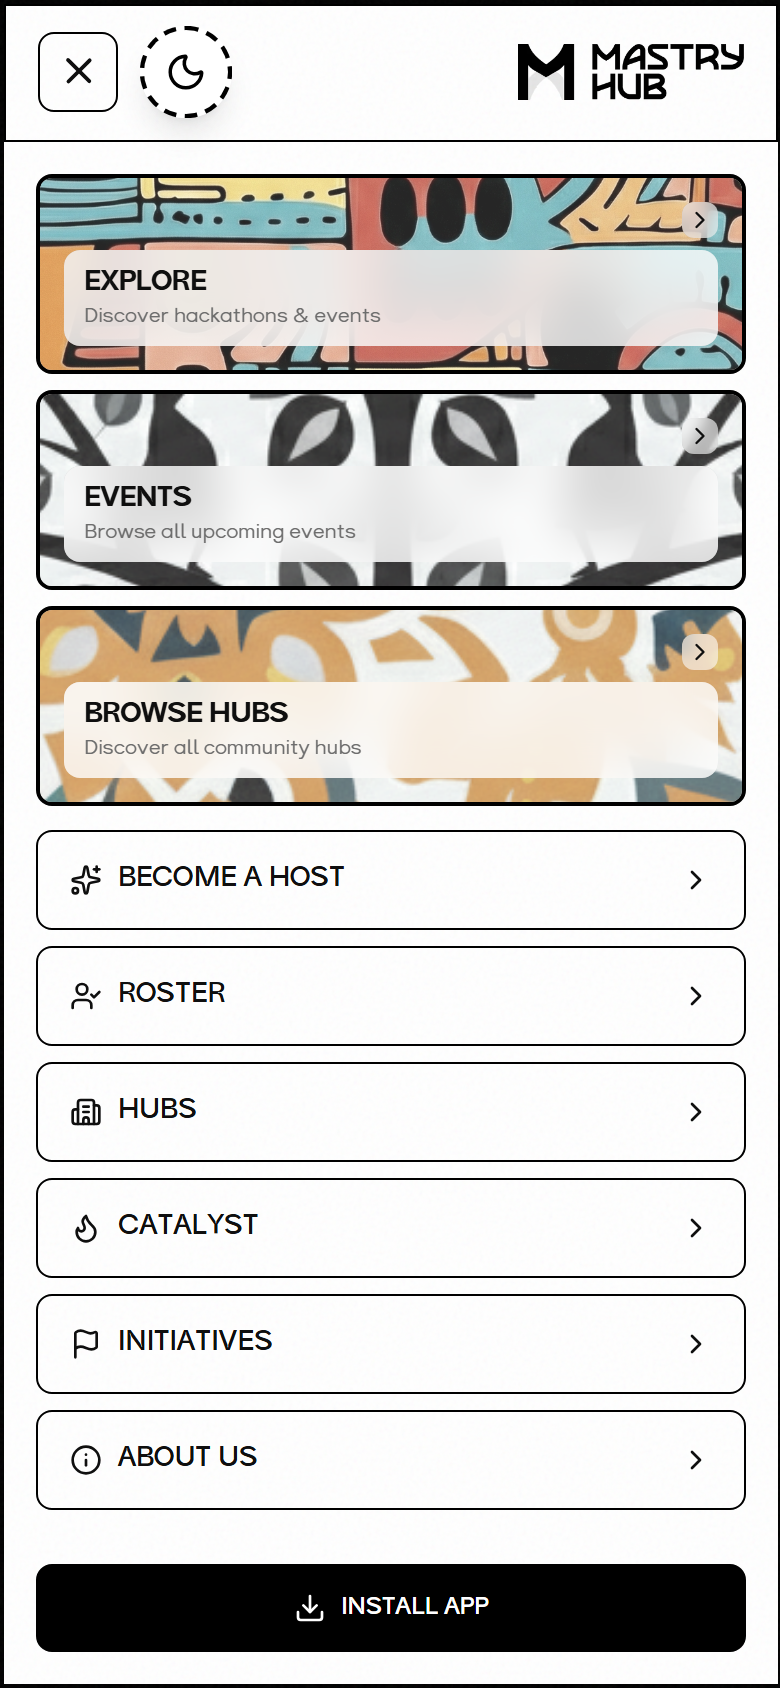 MASTRY
HUB
EXPLORE
Discover hackathons & events
EVENTS
Browse all upcoming events
BROWSE HUBS
Discover all community hubs
BECOME A HOST
ROSTER
HUBS
CATALYST
INITIATIVES
ABOUT US
INSTALL APP